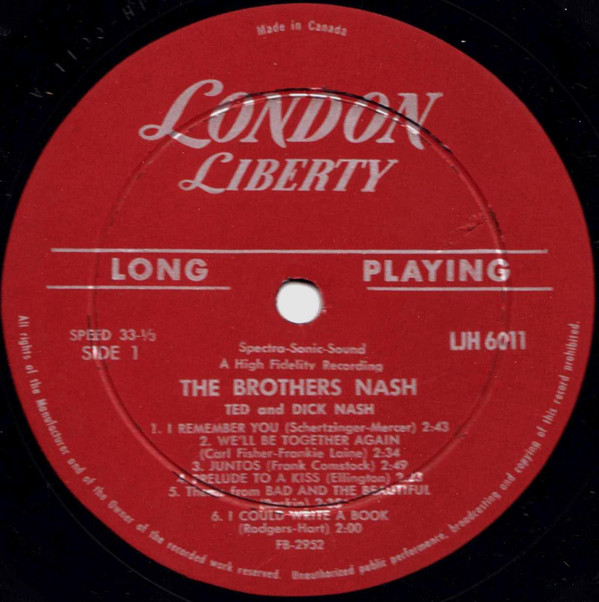 Made in Canada
LONDON
LIBERTY
LONG PLAYING
SPEED 33-⅓
SIDE 1
Spectra-Sonic-Sound
A High Fidelity Recording
LJH 6011
THE BROTHERS NASH
TED and DICK NASH
1. I REMEMBER YOU (Schertzinger-Mercer) 2:43
2. WE'LL BE TOGETHER AGAIN
(Carl Fisher-Frankie Laine) 2:34
3. JUNTOS (Frank Comstock) 2:49
4. PRELUDE TO A KISS (Ellington)
5. Theme from BAD AND THE BEAUTIFUL
6. I COULD WRITE A BOOK
(Rodgers-Hart) 2:00
FB-2952
All rights of the Manufacturer and of the Owner of the recorded work reserved. Unauthorized public performance, broadcasting and copying of this record prohibited.